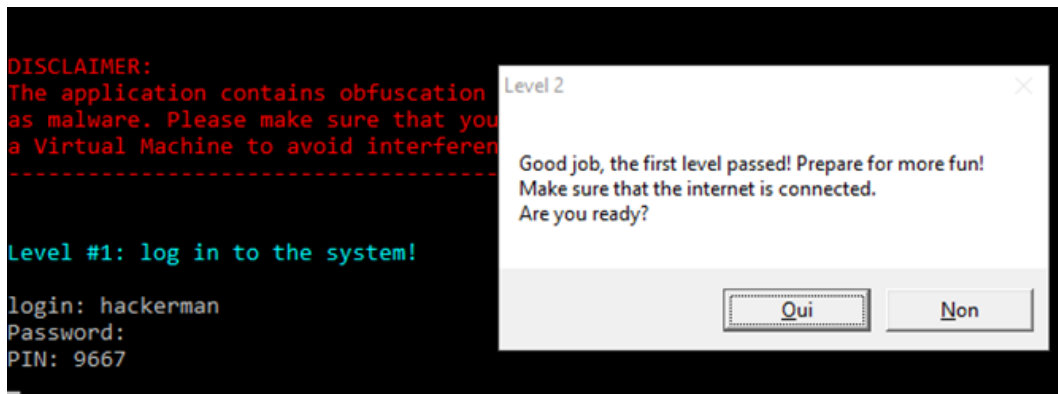 DISCLAIMER:
The application contains obfuscation
as malware. Please make sure that you
a Virtual Machine to avoid
------------------------------------
Level #1: log in to the system!
login: hackerman
Password:
PIN: 9667
Level 2
Good job, the first level passed! Prepare for more fun!
Make sure that the internet is connected.
Are you ready?
Oui
Non